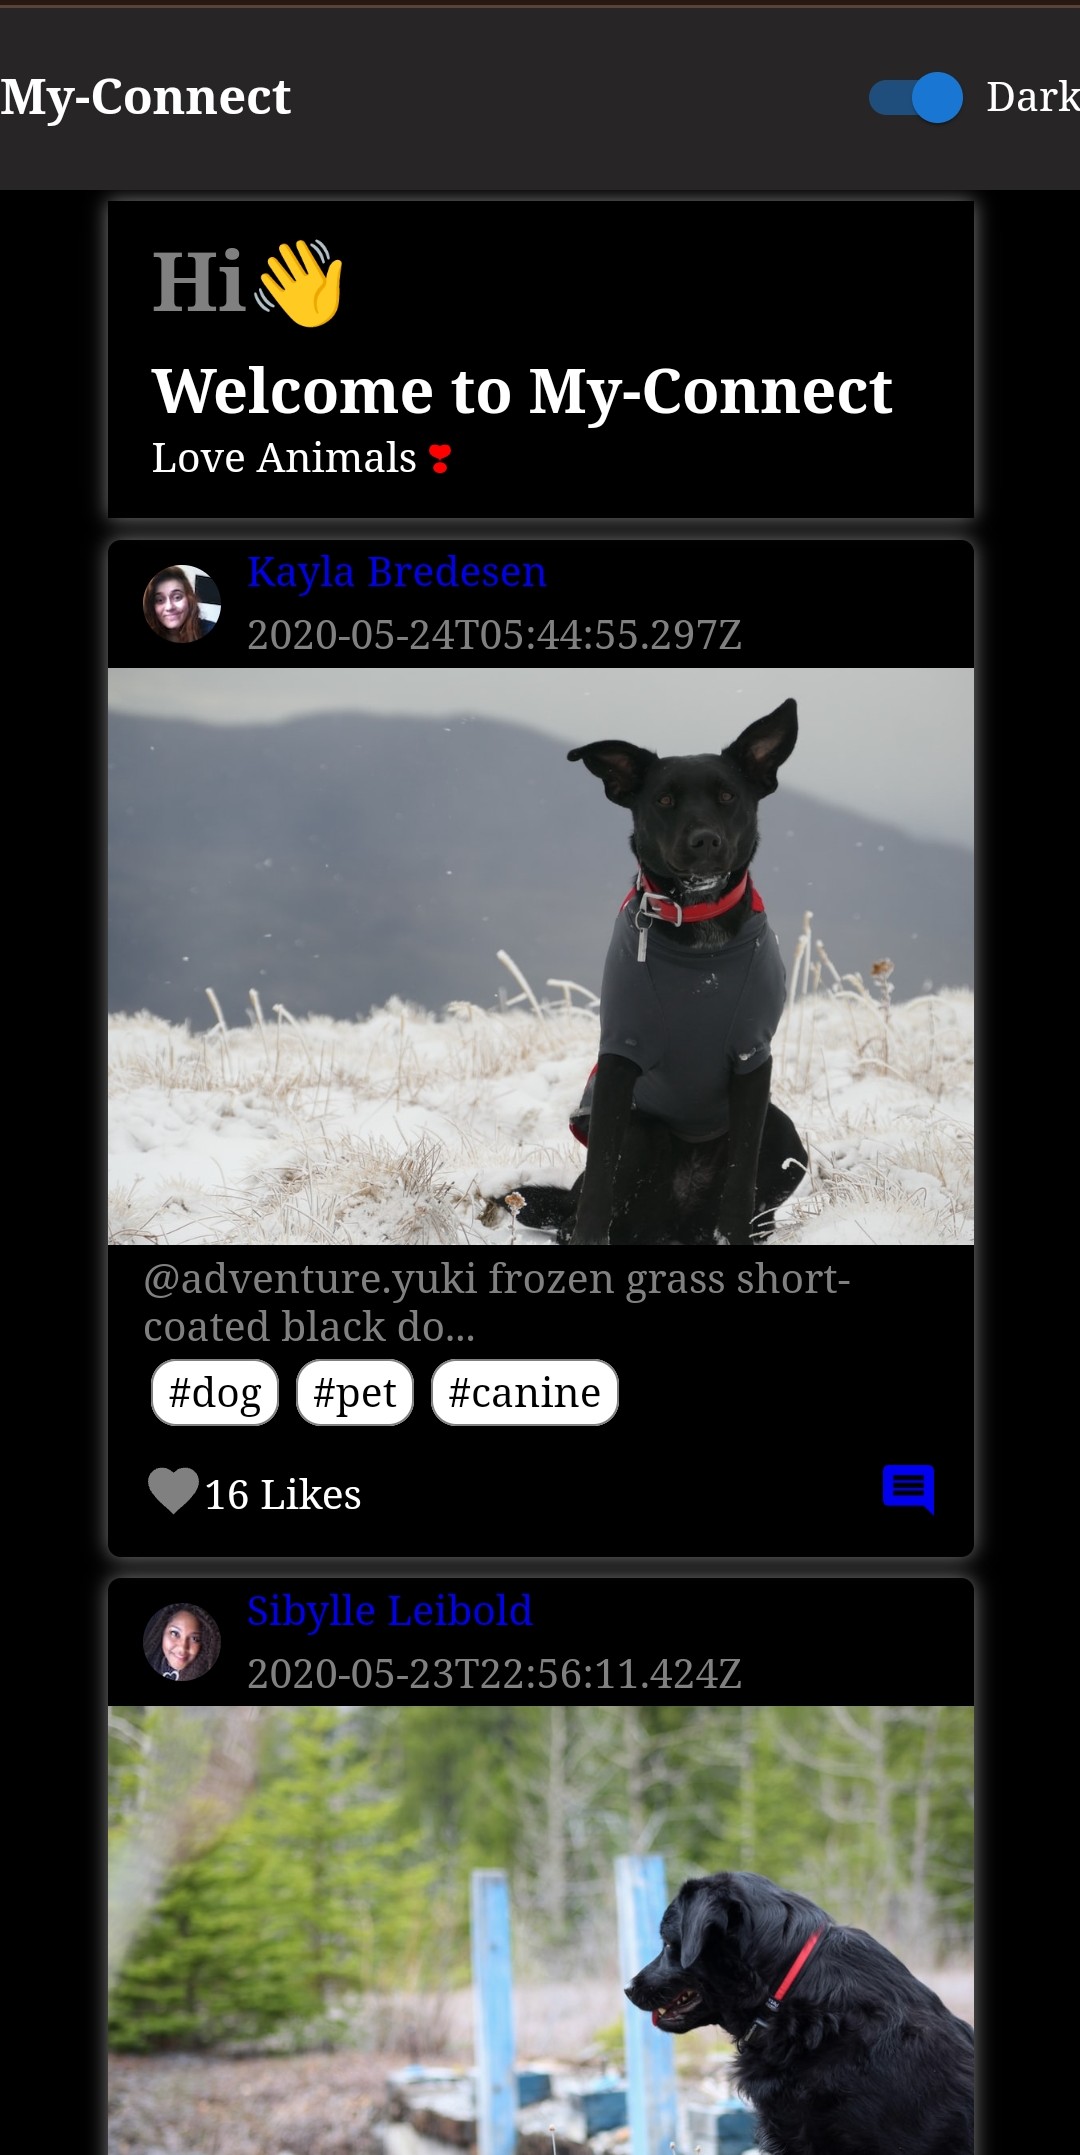 My-Connect
Dark
Hi👋
Welcome to My-Connect
Love Animals ❣
Kayla Bredesen
2020-05-24T05:44:55.297Z
@adventure.yuki frozen grass short-
coated black do...
#dog #pet #canine
16 Likes
Sibylle Leibold
2020-05-23T22:56:11.424Z